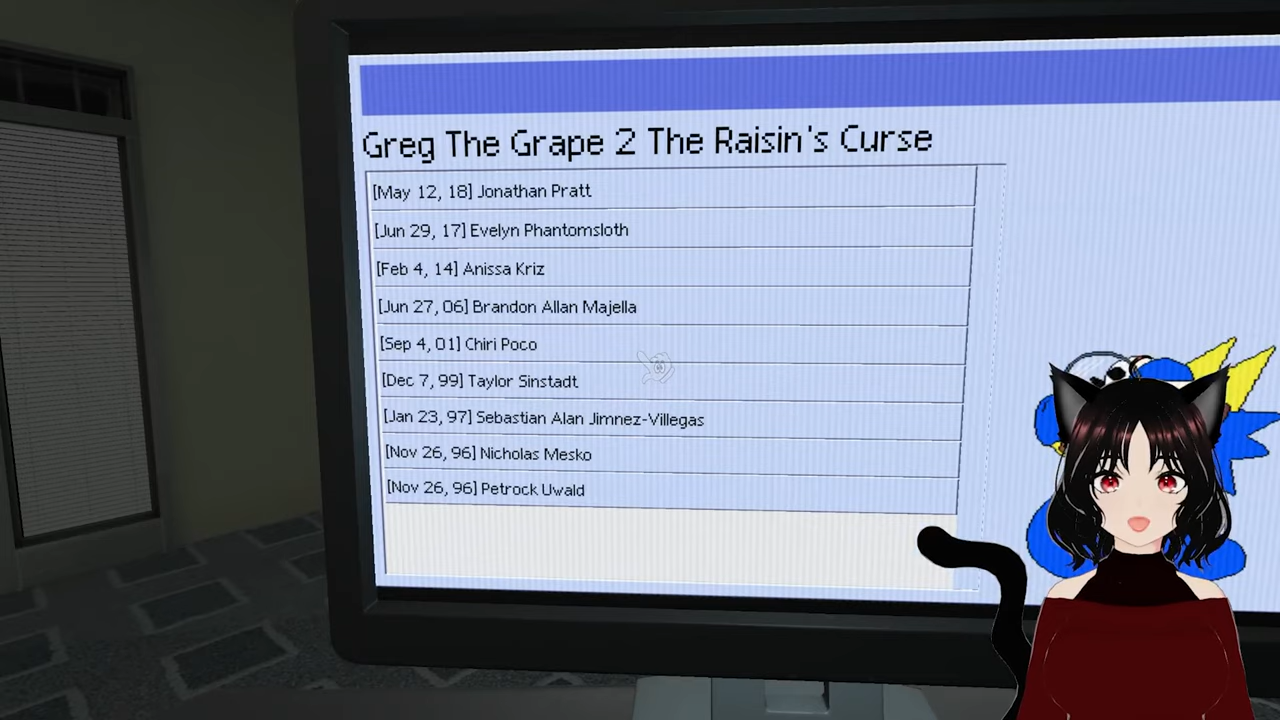 Greg The Grape 2 The Raisin's Curse
[May 12, 18] Jonathan Pratt
[Jun 29, 17] Evelyn Phantomsloth
[Feb 4, 14] Anissa Kriz
[Jun 27, 06] Brandon Allan Majella
[Sep 4, 01] Chiri Poco
[Dec 7, 99] Taylor Sinstadt
[Jan 23, 97] Sebastian Alan Jimnez-Villegas
[Nov 26, 96] Nicholas Mesko
[Nov 26, 96] Petrock Uwald